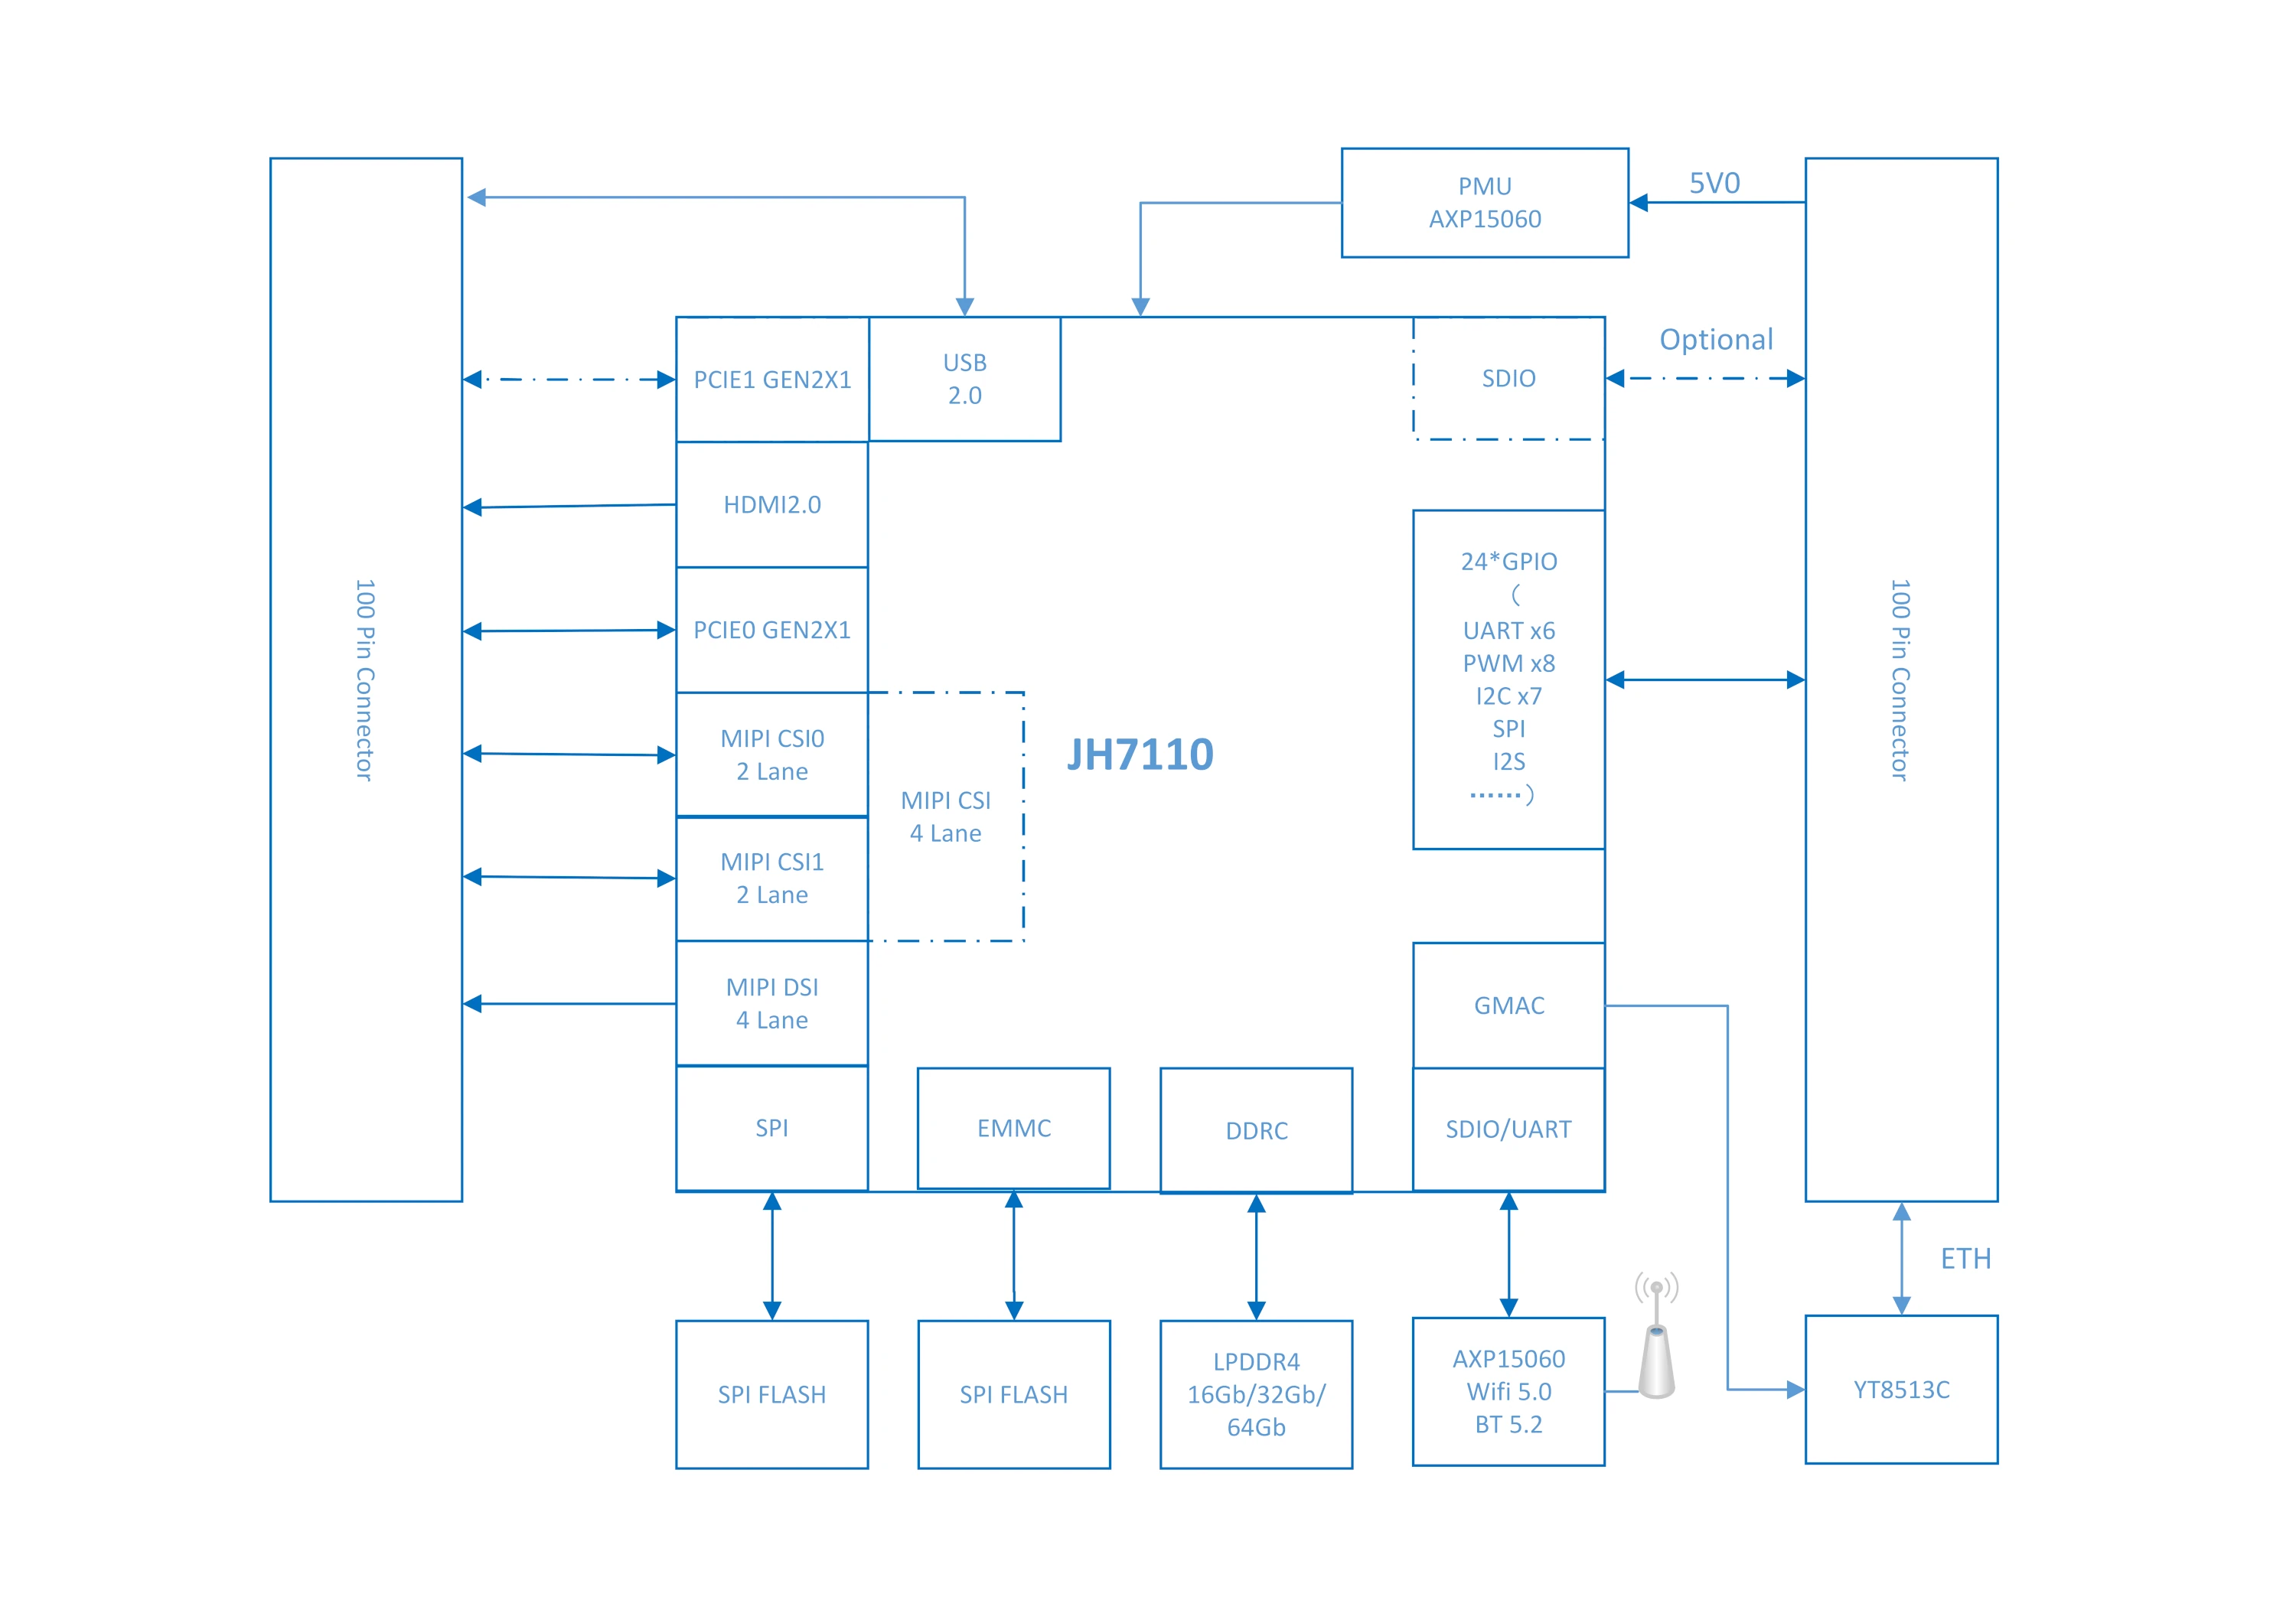 PMU
AXP15060
5V0
100 Pin Connector
PCIE1 GEN2X1
USB
2.0
SDIO
Optional
HDMI2.0
PCIE0 GEN2X1
MIPI CSI0
2 Lane
MIPI CSI
4 Lane
MIPI CSI1
2 Lane
MIPI DSI
4 Lane
JH7110
24*GPIO
（
UART x6
PWM x8
I2C x7
SPI
I2S
……）
100 Pin Connector
GMAC
SPI
EMMC
DDRC
SDIO/UART
ETH
SPI FLASH
SPI FLASH
LPDDR4
16Gb/32Gb/
64Gb
AXP15060
Wifi 5.0
BT 5.2
YT8513C